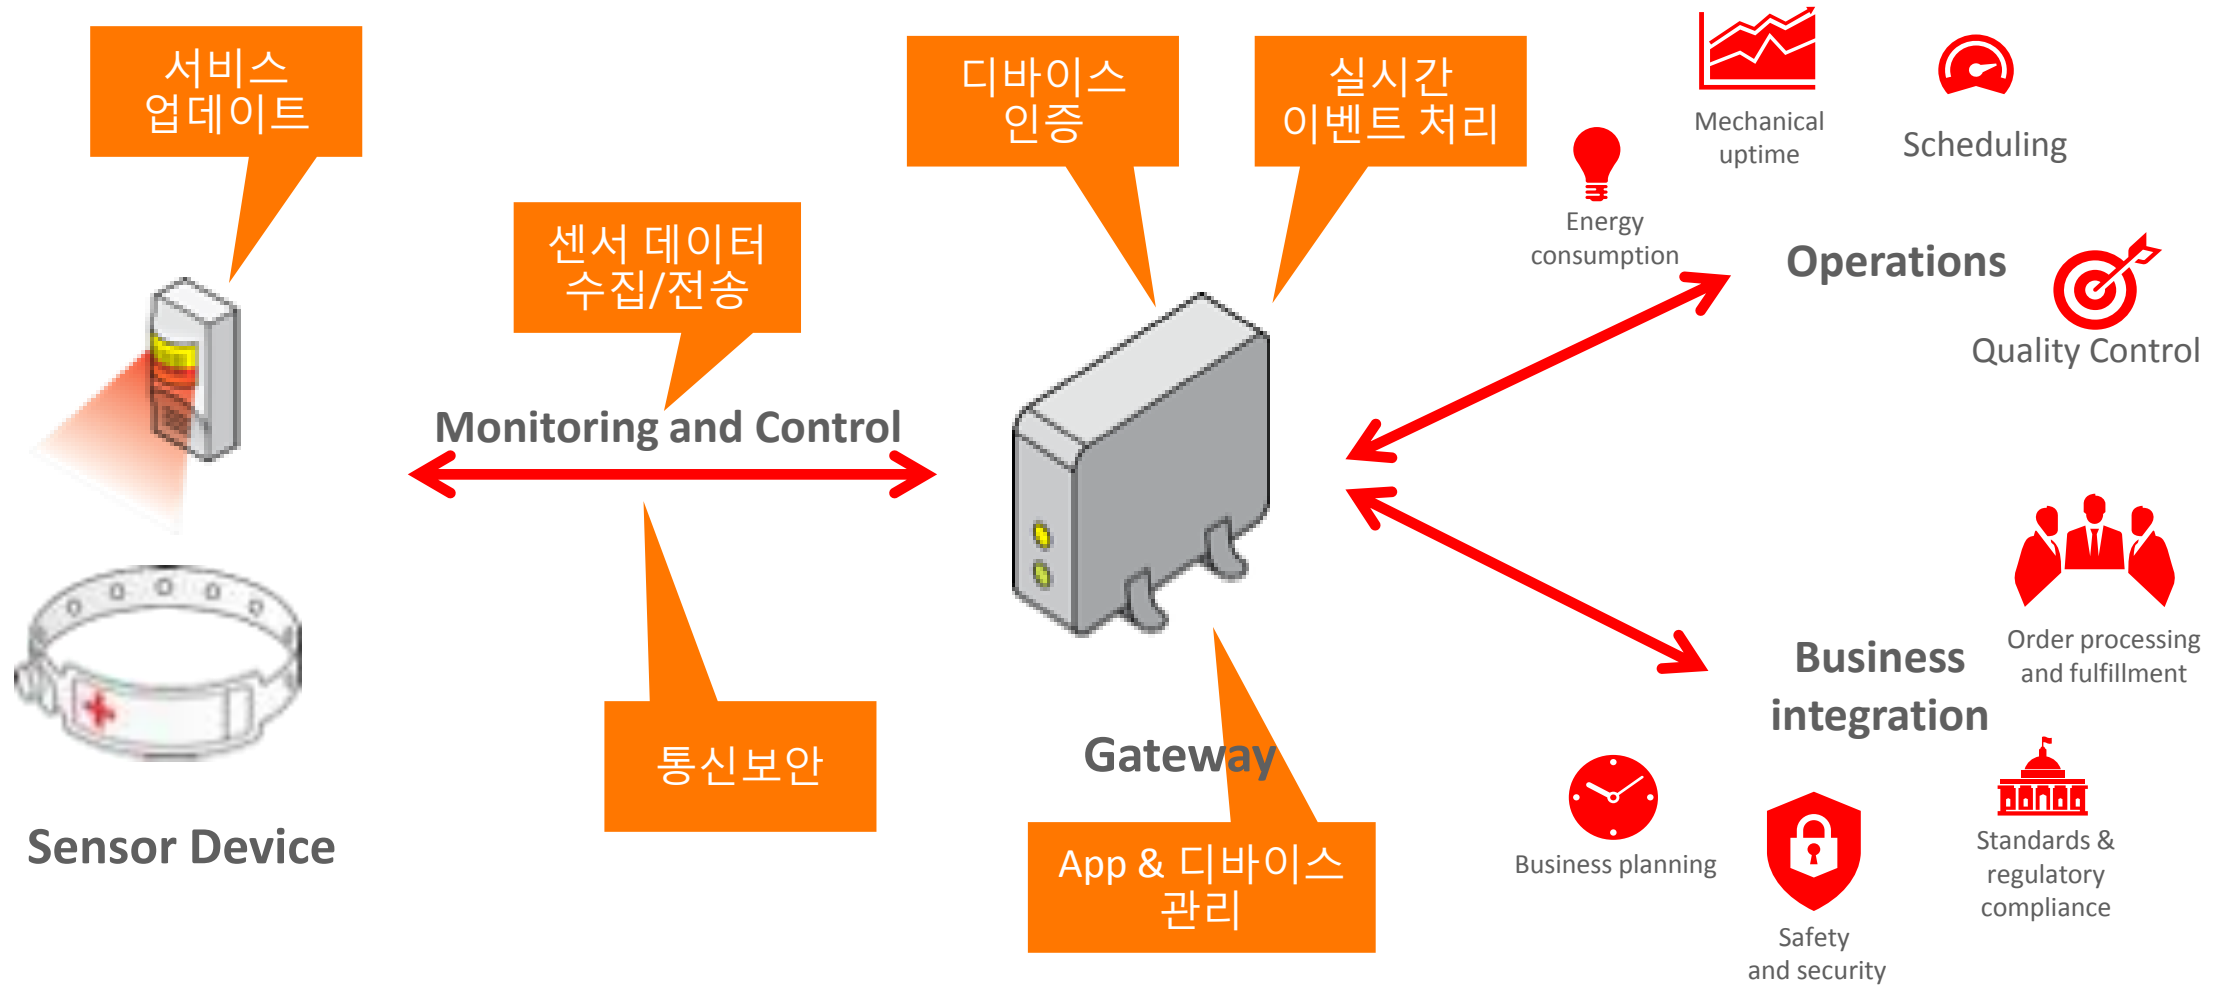 서비스
업데이트
디바이스
인증
실시간
이벤트 처리
Mechanical
uptime
Scheduling
Energy
consumption
센서 데이터
수집/전송
Operations
Quality Control
Monitoring and Control
Order processing
and fulfillment
Business
integration
통신보안
Gateway
Sensor Device
App & 디바이스
관리
Business planning
Standards &
regulatory
compliance
Safety
and security